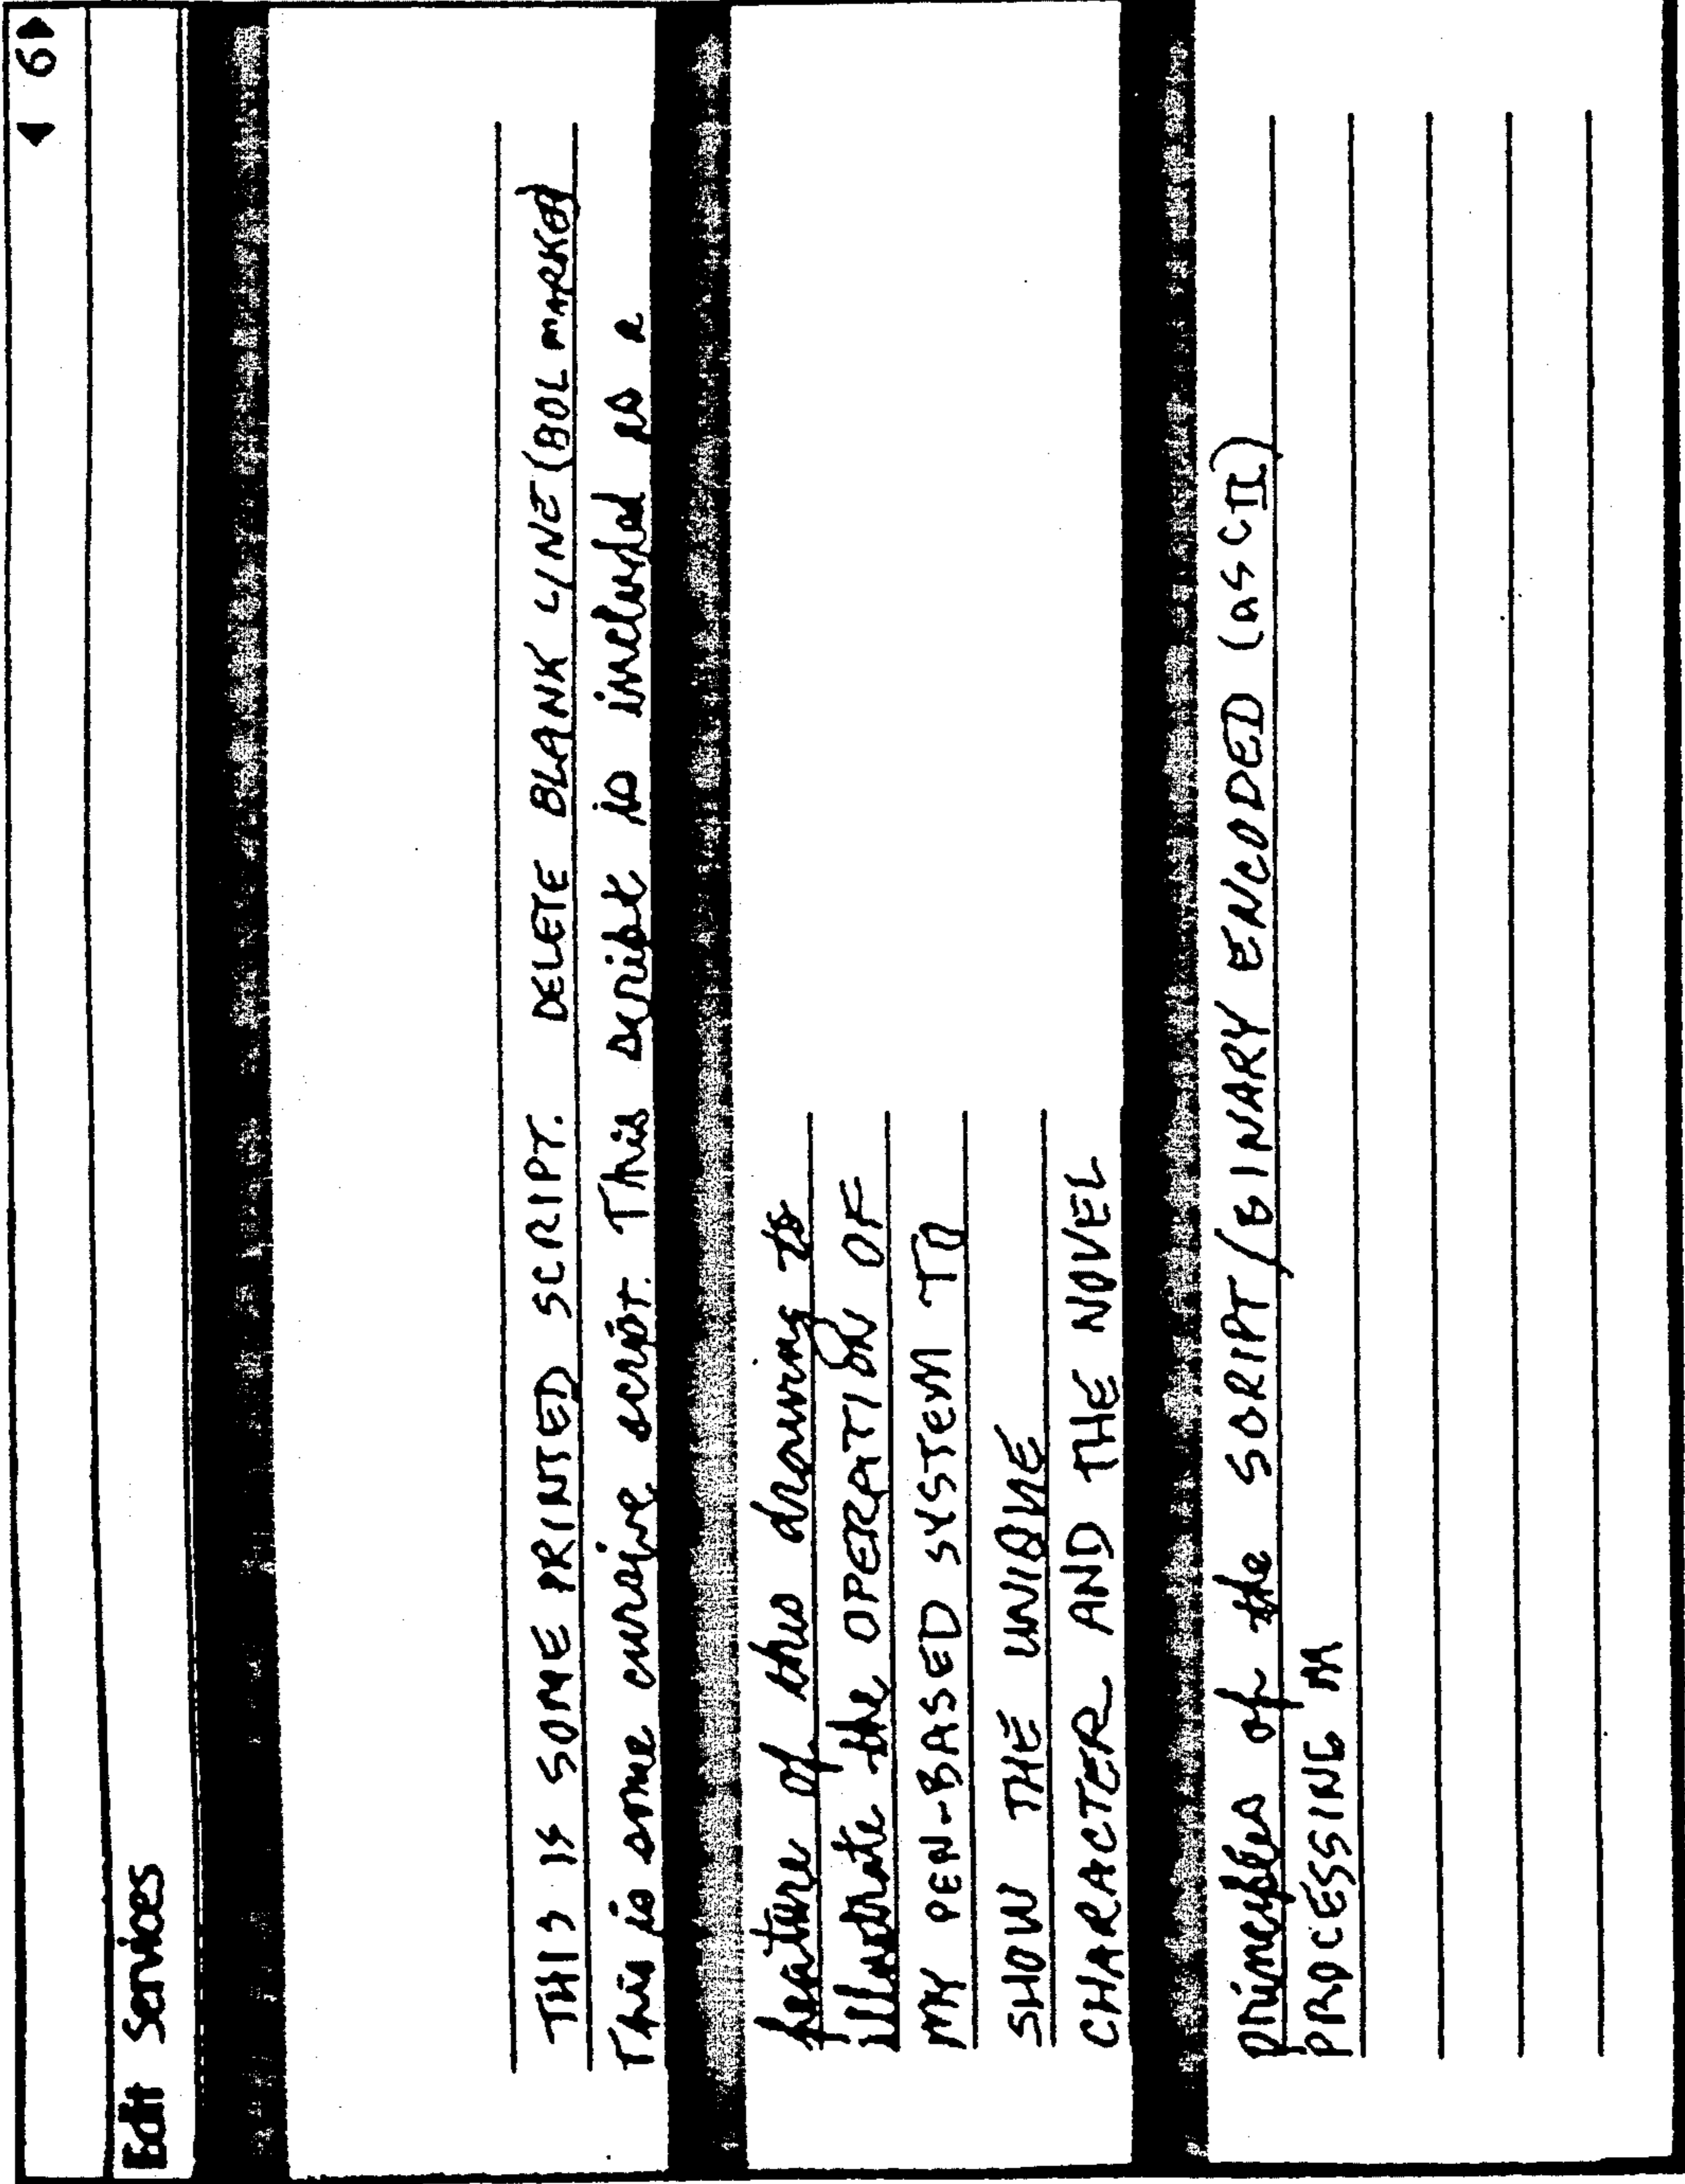 ◀ 6 ▶
Edit Services
THIS IS SOME PRINTED SCRIPT. DELETE BLANK LINE (BOL MARKER)
This is some cursive script. This script is included as a
feature of this drawing to
illustrate the OPERATION OF
MY PEN-BASED SYSTEM TO
SHOW THE UNIQUE
CHARACTER AND THE NOVEL
principles of the SCRIPT/BINARY ENCODED (ASCII)
PROCESSING M